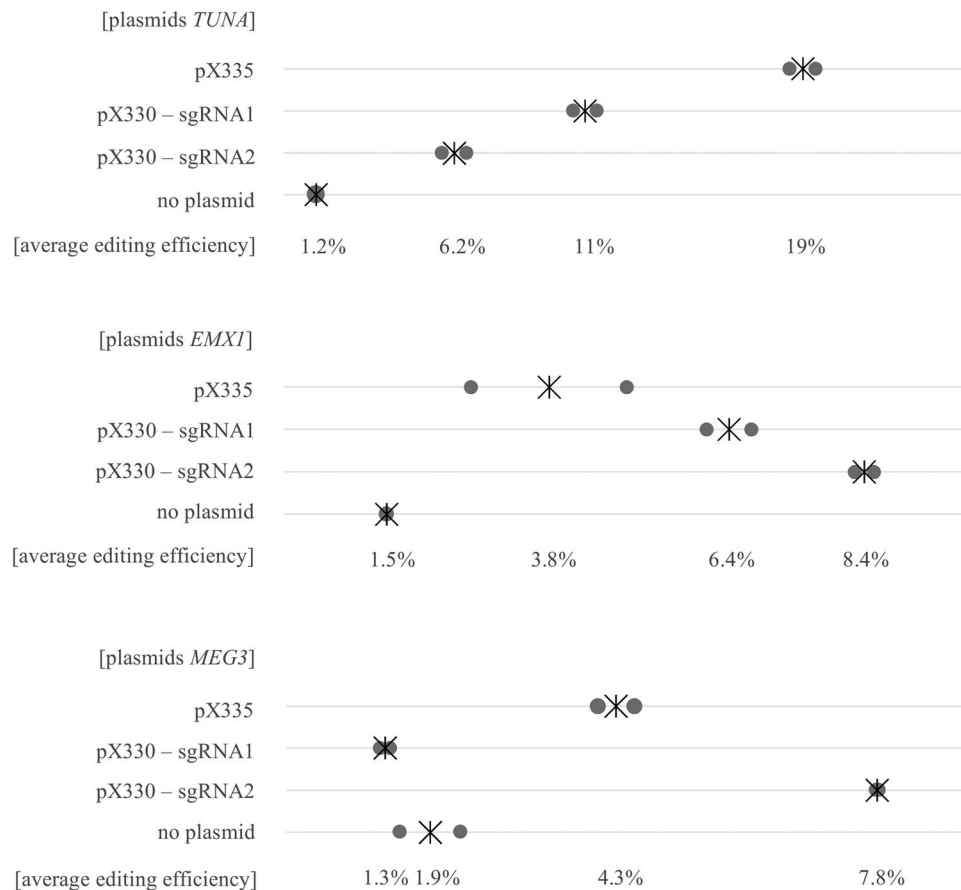 [plasmids TUNA]
pX335
pX330 – sgRNA1
pX330 – sgRNA2
no plasmid
[average editing efficiency] 1.2% 6.2% 11% 19%
[plasmids EMX1]
pX335
pX330 – sgRNA1
pX330 – sgRNA2
no plasmid
[average editing efficiency] 1.5% 3.8% 6.4% 8.4%
[plasmids MEG3]
pX335
pX330 – sgRNA1
pX330 – sgRNA2
no plasmid
[average editing efficiency] 1.3% 1.9% 4.3% 7.8%